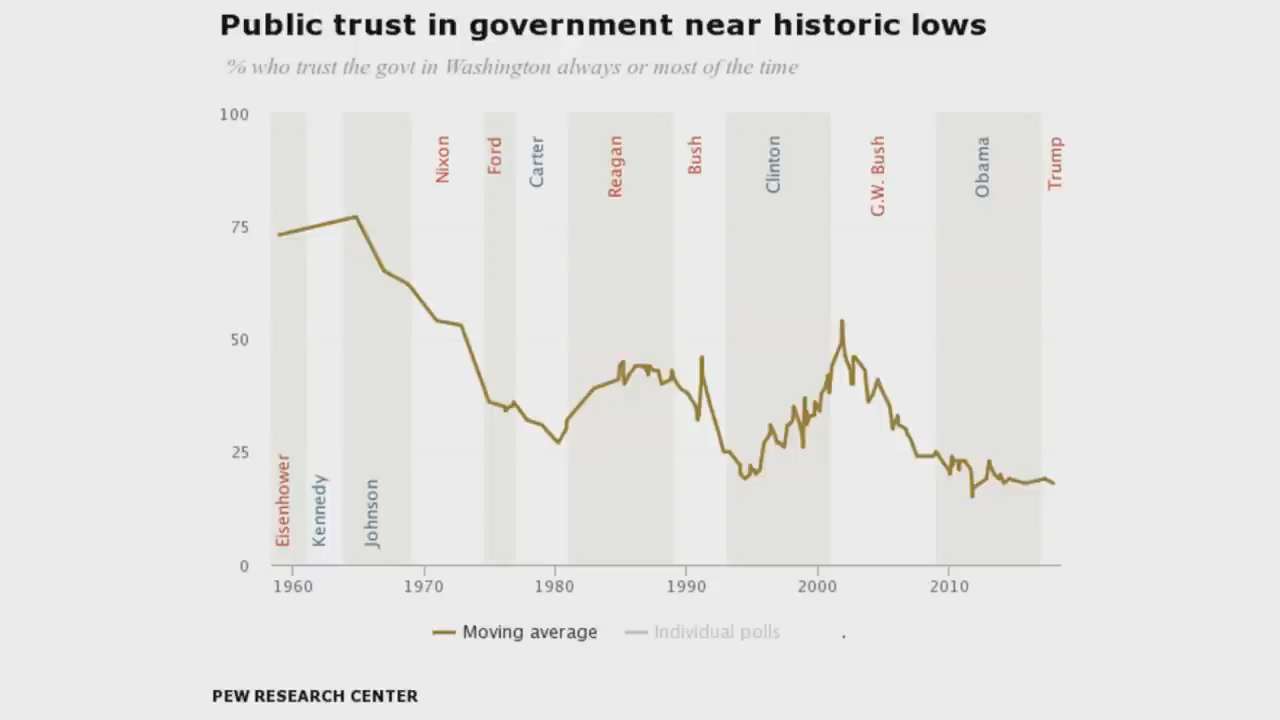 Public trust in government near historic lows
% who trust the govt in Washington always or most of the time
100
75
50
25
0
Eisenhower
Kennedy
Johnson
Nixon
Ford
Carter
Reagan
Bush
Clinton
G.W. Bush
Obama
Trump
1960 1970 1980 1990 2000 2010
Moving average Individual polls .
PEW RESEARCH CENTER